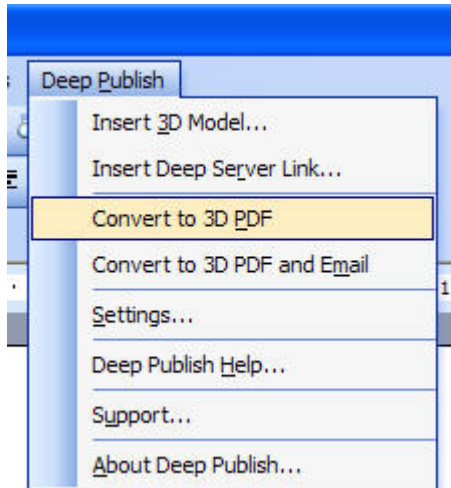 Deep Publish
Insert 3D Model...
Insert Deep Server Link...
Convert to 3D PDF
Convert to 3D PDF and Email
1
Settings...
Deep Publish Help...
Support...
About Deep Publish...